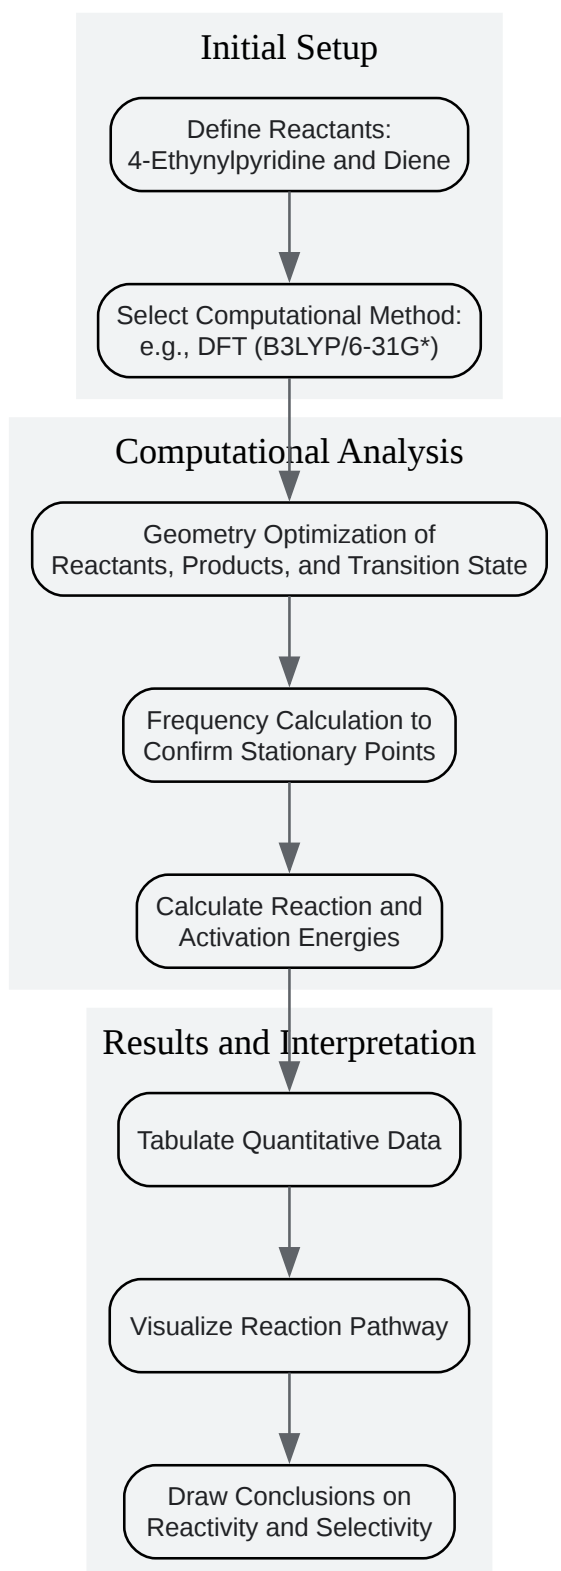 Initial Setup
Define Reactants:
4-Ethynylpyridine and Diene
Select Computational Method:
e.g., DFT (B3LYP/6-31G*)
Computational Analysis
Geometry Optimization of
Reactants, Products, and Transition State
Frequency Calculation to
Confirm Stationary Points
Calculate Reaction and
Activation Energies
Results and Interpretation
Tabulate Quantitative Data
Visualize Reaction Pathway
Draw Conclusions on
Reactivity and Selectivity